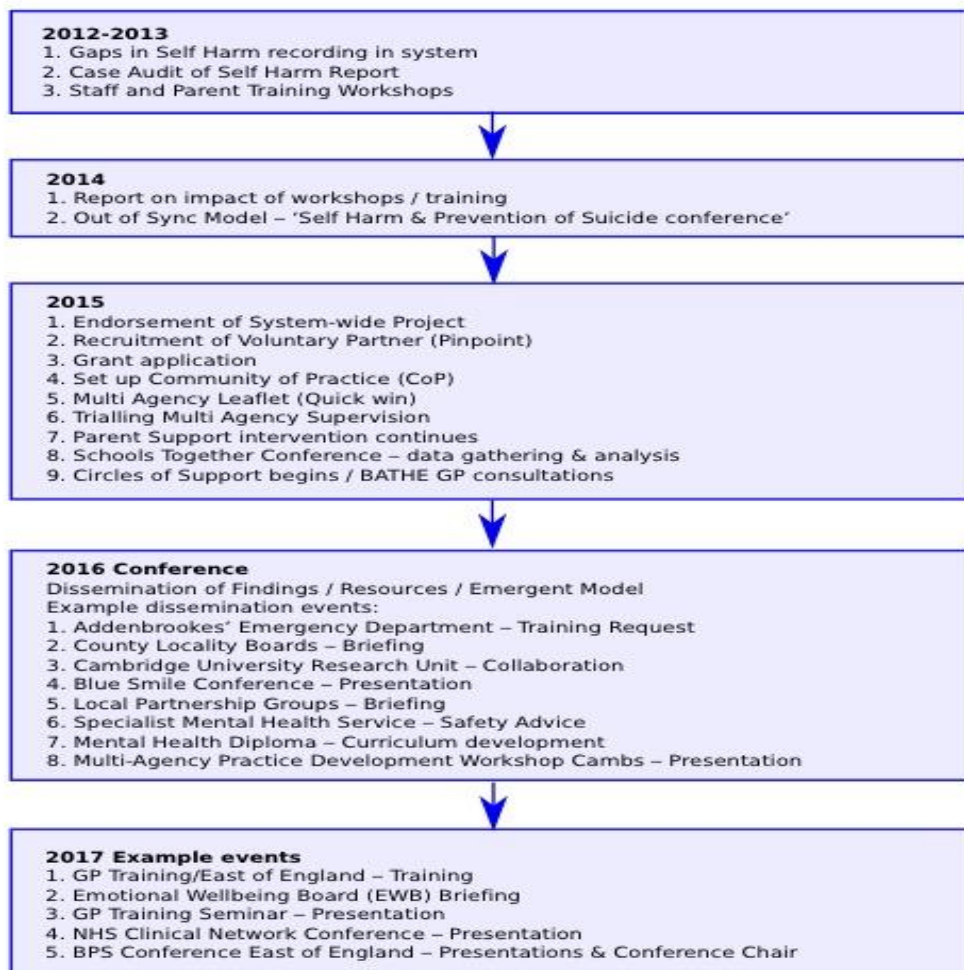 2012-2013
1. Gaps in Self Harm recording in system
2. Case Audit of Self Harm Report
3. Staff and Parent Training Workshops
2014
1. Report on impact of workshops / training
2. Out of Sync Model – ‘Self Harm & Prevention of Suicide conference’
2015
1. Endorsement of System-wide Project
2. Recruitment of Voluntary Partner (Pinpoint)
3. Grant application
4. Set up Community of Practice (CoP)
5. Multi Agency Leaflet (Quick win)
6. Trialling Multi Agency Supervision
7. Parent Support intervention continues
8. Schools Together Conference – data gathering & analysis
9. Circles of Support begins / BATHE GP consultations
2016 Conference
Dissemination of Findings / Resources / Emergent Model
Example dissemination events:
1. Addenbrookes’ Emergency Department – Training Request
2. County Locality Boards – Briefing
3. Cambridge University Research Unit – Collaboration
4. Blue Smile Conference – Presentation
5. Local Partnership Groups – Briefing
6. Specialist Mental Health Service – Safety Advice
7. Mental Health Diploma – Curriculum development
8. Multi-Agency Practice Development Workshop Cambs – Presentation
2017 Example events
1. GP Training/East of England – Training
2. Emotional Wellbeing Board (EWB) Briefing
3. GP Training Seminar – Presentation
4. NHS Clinical Network Conference – Presentation
5. BPS Conference East of England – Presentations & Conference Chair